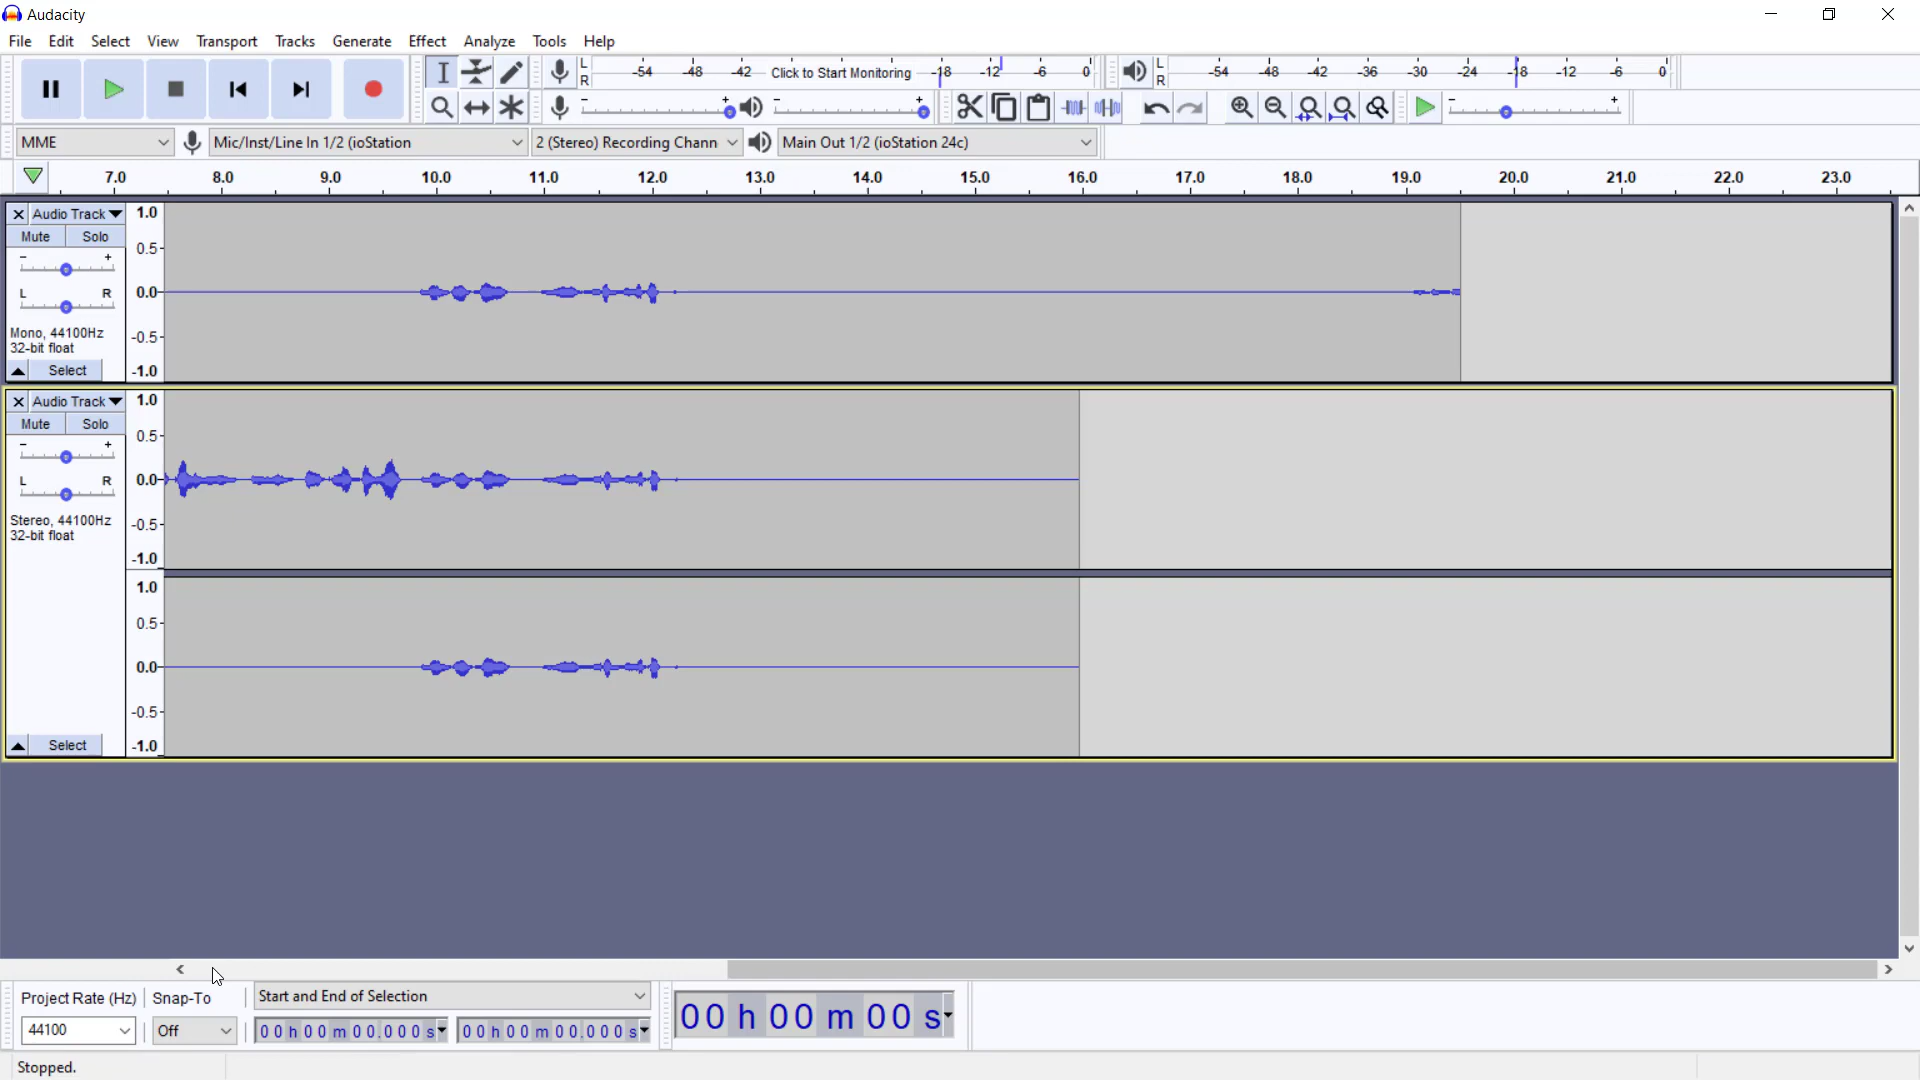 Audacity
File Edit Select View Transport Tracks Generate Effect Analyze Tools Help
L R -54 -48 -42 Click to Start Monitoring -18 -12 -6 0 L R -54 -48 -42 -36 -30 -24 -18 -12 -6 0
- + - + - +
MME Mic/Inst/Line In 1/2 (ioStation 2 (Stereo) Recording Chann Main Out 1/2 (ioStation 24c)
7.0 8.0 9.0 10.0 11.0 12.0 13.0 14.0 15.0 16.0 17.0 18.0 19.0 20.0 21.0 22.0 23.0
Audio Track 1.0
Mute Solo
0.5
- +
L R 0.0
Mono, 44100Hz -0.5
32-bit float
Select -1.0
Audio Track 1.0
Mute Solo
0.5
- +
L R 0.0
Stereo, 44100Hz -0.5
32-bit float
-1.0
1.0
0.5
0.0
-0.5
Select -1.0
Project Rate (Hz) Snap-To Start and End of Selection
44100 Off 00 h 00 m 00.000 s 00 h 00 m 00.000 s 00 h 00 m 00 s
Stopped.